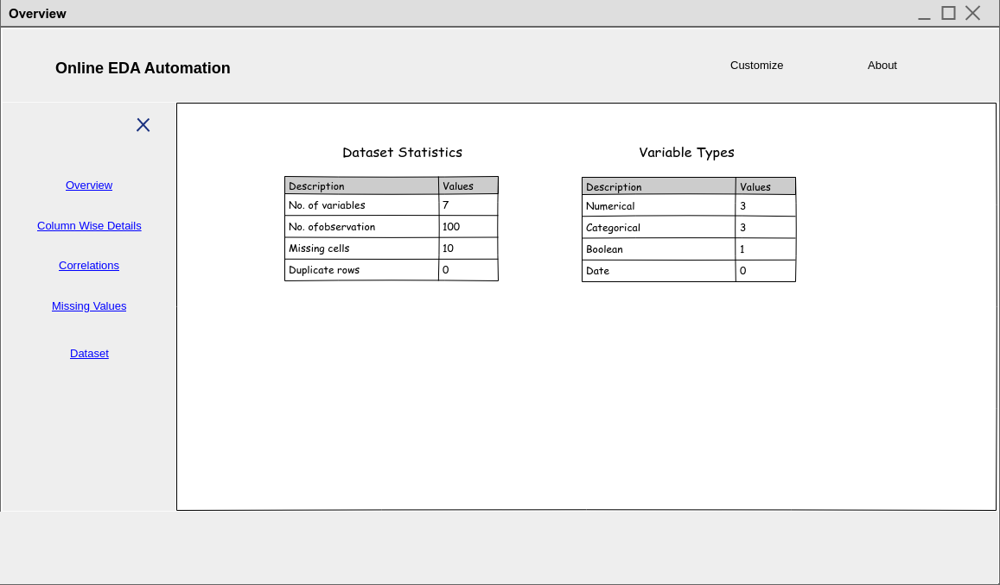 Overview
Online EDA Automation
Customize
About
Overview
Column Wise Details
Correlations
Missing Values
Dataset
Dataset Statistics
Description Values
No. of variables 7
No. ofobservation 100
Missing cells 10
Duplicate rows 0
Variable Types
Description Values
Numerical 3
Categorical 3
Boolean 1
Date 0